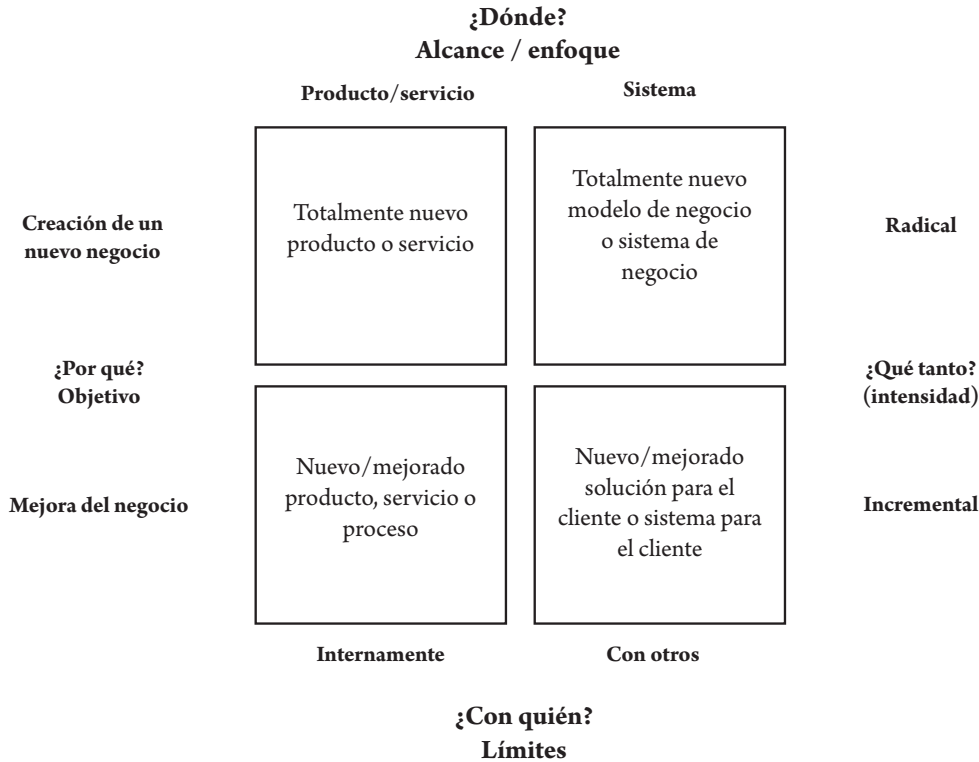 ¿Dónde?
Alcance / enfoque
Producto/servicio
Sistema
Creación de un
nuevo negocio
Totalmente nuevo
producto o servicio
Totalmente nuevo
modelo de negocio
o sistema de
negocio
Radical
¿Por qué?
Objetivo
¿Qué tanto?
(intensidad)
Mejora del negocio
Nuevo/mejorado
producto, servicio o
proceso
Nuevo/mejorado
solución para el
cliente o sistema para
el cliente
Incremental
Internamente
Con otros
¿Con quién?
Límites